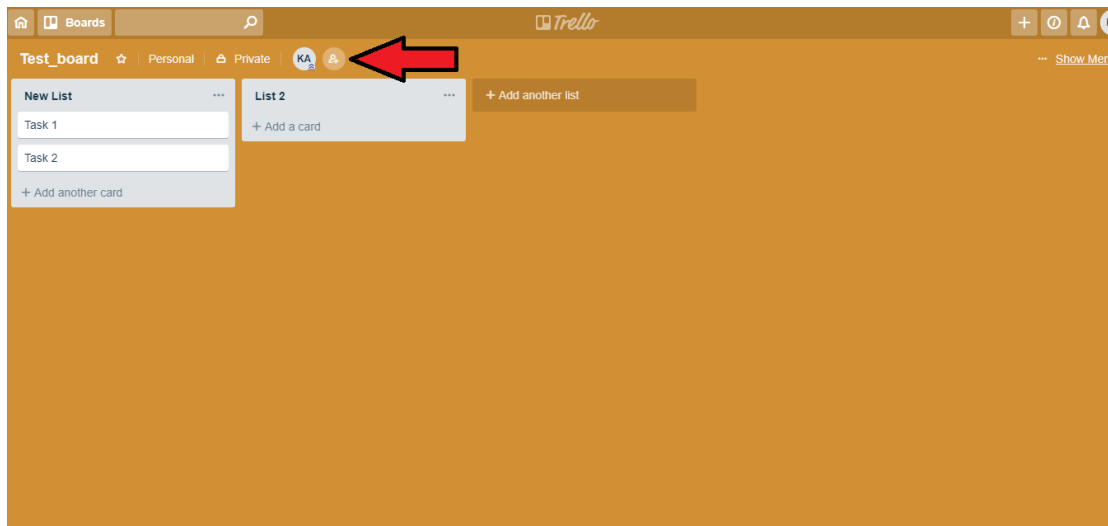 Boards
Trello
Test_board Personal Private KA Show Mer
New List
Task 1
Task 2
+ Add another card
List 2
+ Add a card
+ Add another list